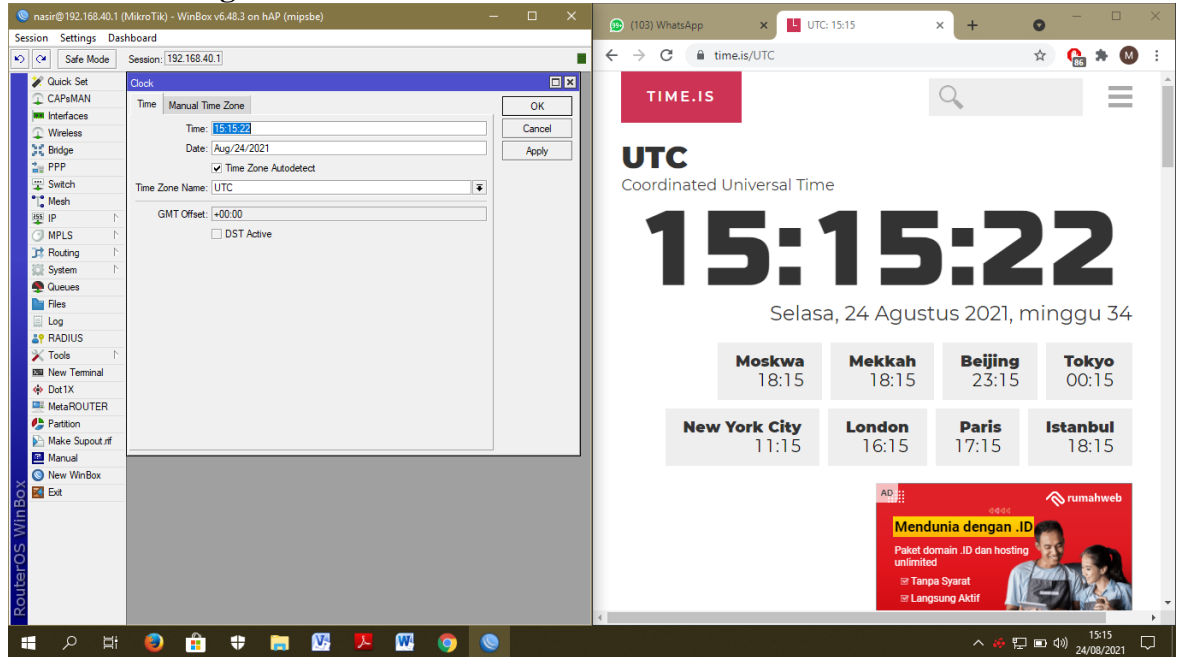 nasir@192.168.40.1 (MikroTik) - WinBox v6.48.3 on hAP (mipsbe)
Session Settings Dashboard
Safe Mode Session: 192.168.40.1
Quick Set
CAPsMAN
Interfaces
Wireless
Bridge
PPP
Switch
Mesh
IP
MPLS
Routing
System
Queues
Files
Log
RADIUS
Tools
New Terminal
Dot1X
MetaROUTER
Partition
Make Supout.rif
Manual
New WinBox
Exit
RouterOS WinBox
Clock
Time Manual Time Zone
Time: 15:15:22
Date: Aug/24/2021
Time Zone Autodetect
Time Zone Name: UTC
GMT Offset: +00:00
DST Active
OK
Cancel
Apply
(103) WhatsApp
UTC: 15:15
time.is/UTC
86
M
TIME.IS
UTC
Coordinated Universal Time
15:15:22
Selasa, 24 Agustus 2021, minggu 34
Moskwa Mekkah Beijing Tokyo
18:15 18:15 23:15 00:15
New York City London Paris Istanbul
11:15 16:15 17:15 18:15
AD
rumahweb
Mendunia dengan .ID
Paket domain .ID dan hosting
unlimited
Tanpa Syarat
Langsung Aktif
15:15
24/08/2021